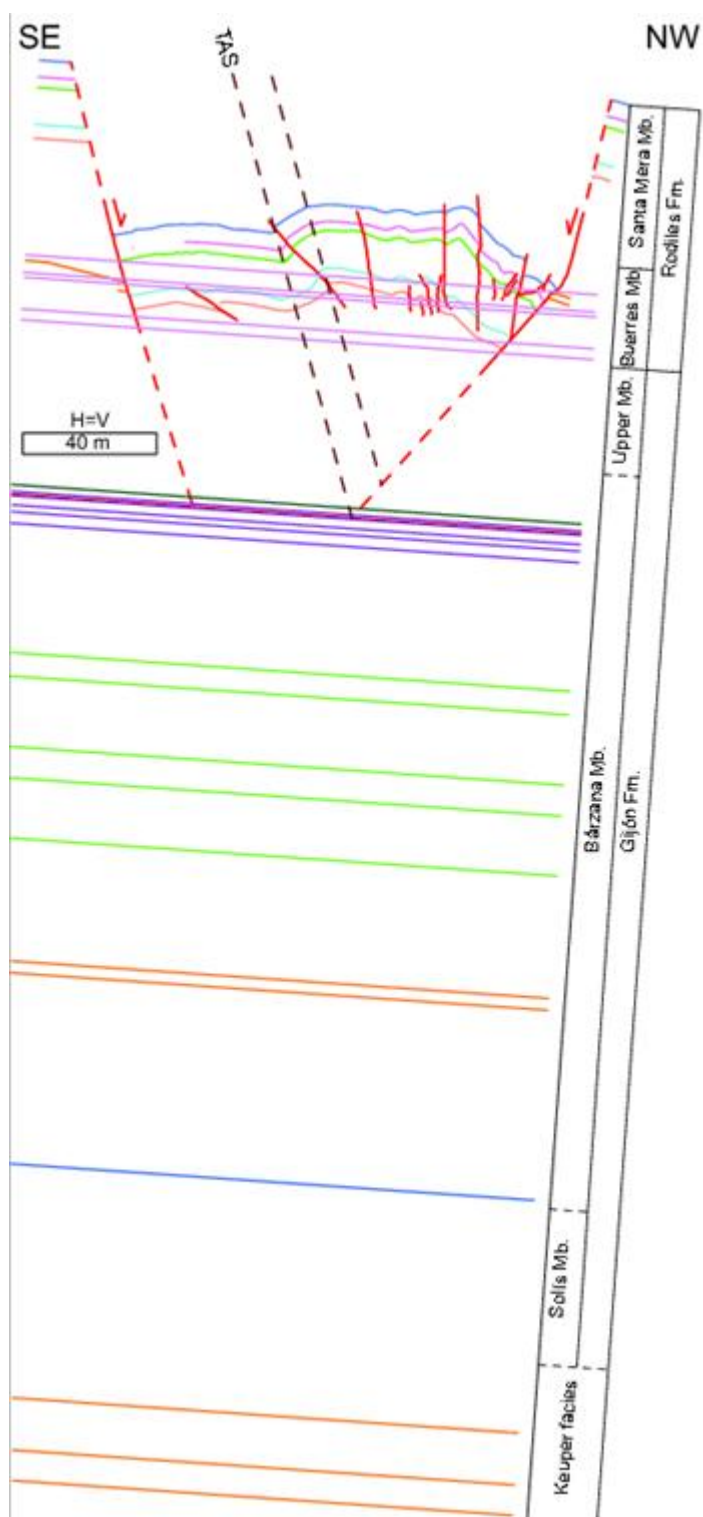 SE
NW
TAS
Santa Mera Mb.
Rodiles Fm.
Buerres Mb.
Upper Mb.
H=V
40 m
Bárzana Mb.
Gijón Fm.
Solís Mb.
Keuper facies